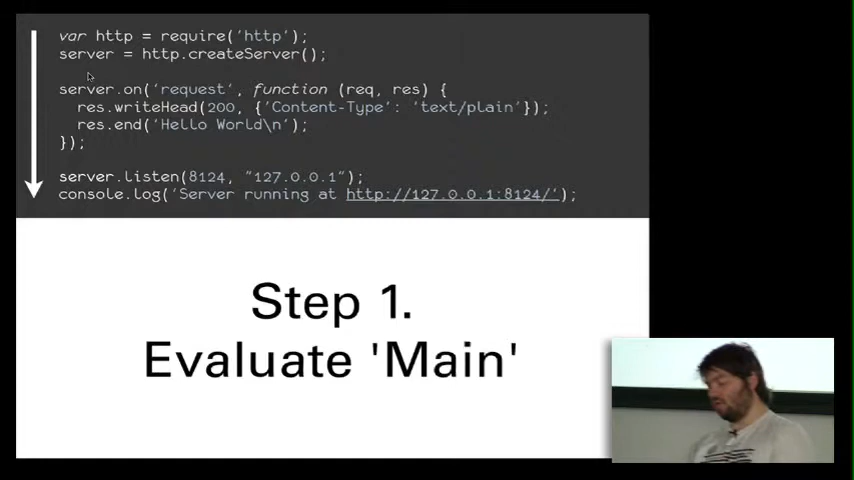 var http = require('http');
server = http.createServer();
server.on('request', function (req, res) {
res.writeHead(200, {'Content-Type': 'text/plain'});
res.end('Hello World\n');
});
server.listen(8124, "127.0.0.1");
console.log('Server running at http://127.0.0.1:8124/');
Step 1.
Evaluate 'Main'